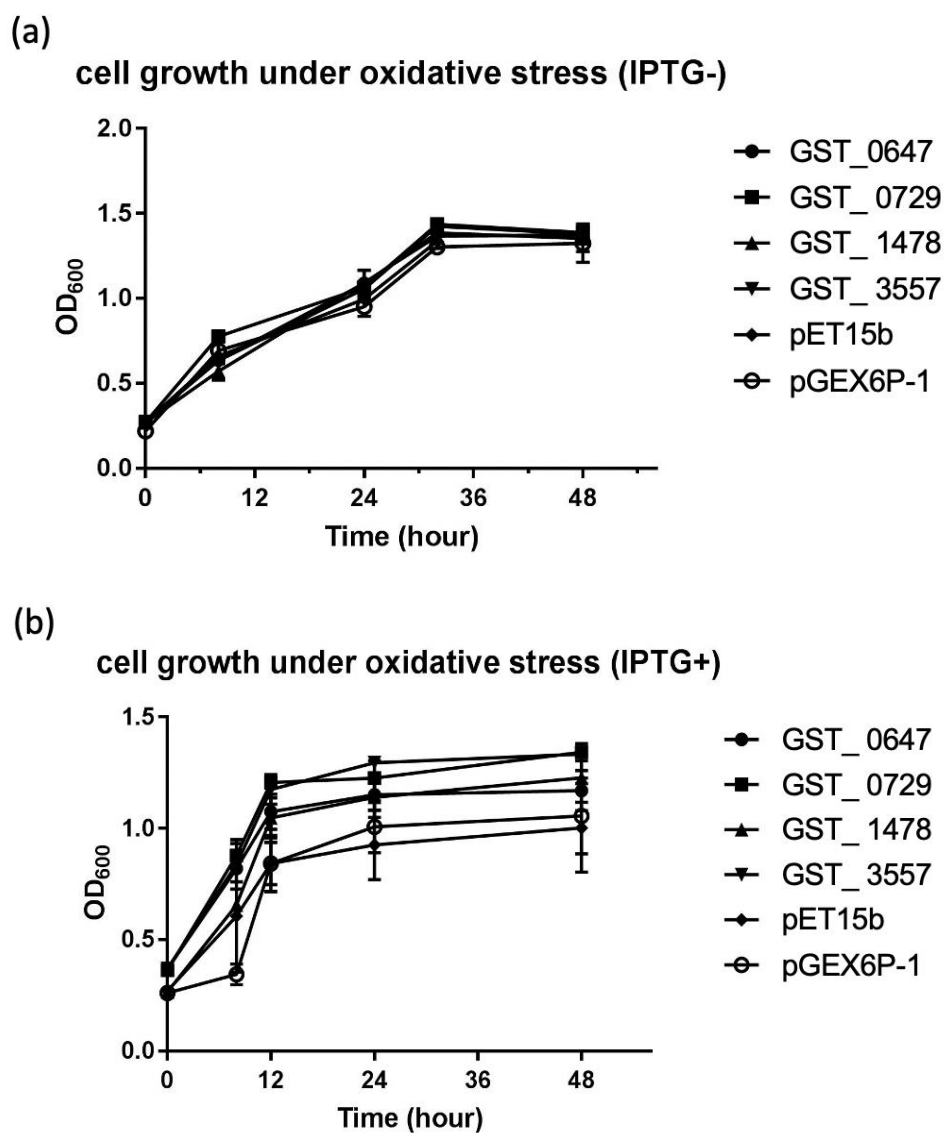 (a)
cell growth under oxidative stress (IPTG-)
2.0
1.5
1.0
0.5
0.0
OD600
0 12 24 36 48
Time (hour)
GST_0647
GST_ 0729
GST_ 1478
GST_ 3557
pET15b
pGEX6P-1
(b)
cell growth under oxidative stress (IPTG+)
1.5
1.0
0.5
0.0
OD600
0 12 24 36 48
Time (hour)
GST_ 0647
GST_ 0729
GST_ 1478
GST_ 3557
pET15b
pGEX6P-1